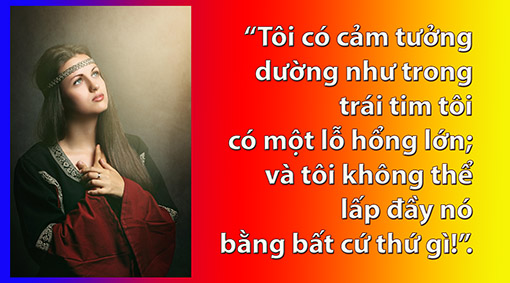 “Tôi có cảm tưởng
dường như trong
trái tim tôi
có một lỗ hổng lớn;
và tôi không thể
lấp đầy nó
bằng bất cứ thứ gì!”.